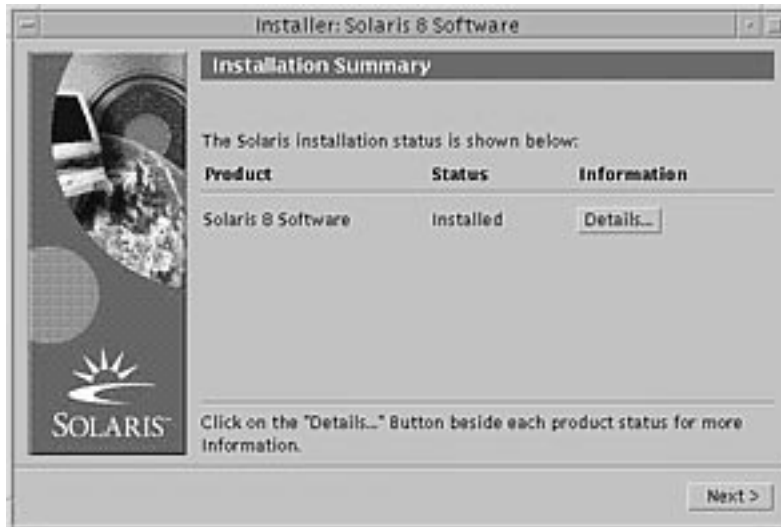 Installer: Solaris 8 Software
Installation Summary
The Solaris installation status is shown below:
Product Status Information
Solaris 8 Software Installed Details...
SOLARIS™
Click on the "Details..." Button beside each product status for more
Information.
Next >